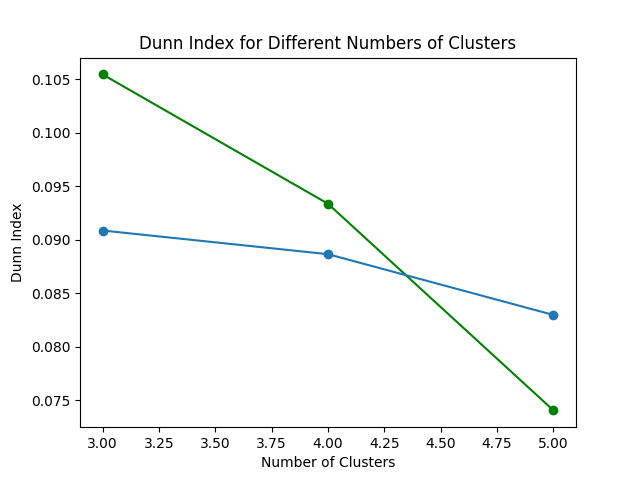 Dunn Index for Different Numbers of Clusters
0.105
0.100
0.095
0.090
0.085
0.080
0.075
Dunn Index
3.00 3.25 3.50 3.75 4.00 4.25 4.50 4.75 5.00
Number of Clusters